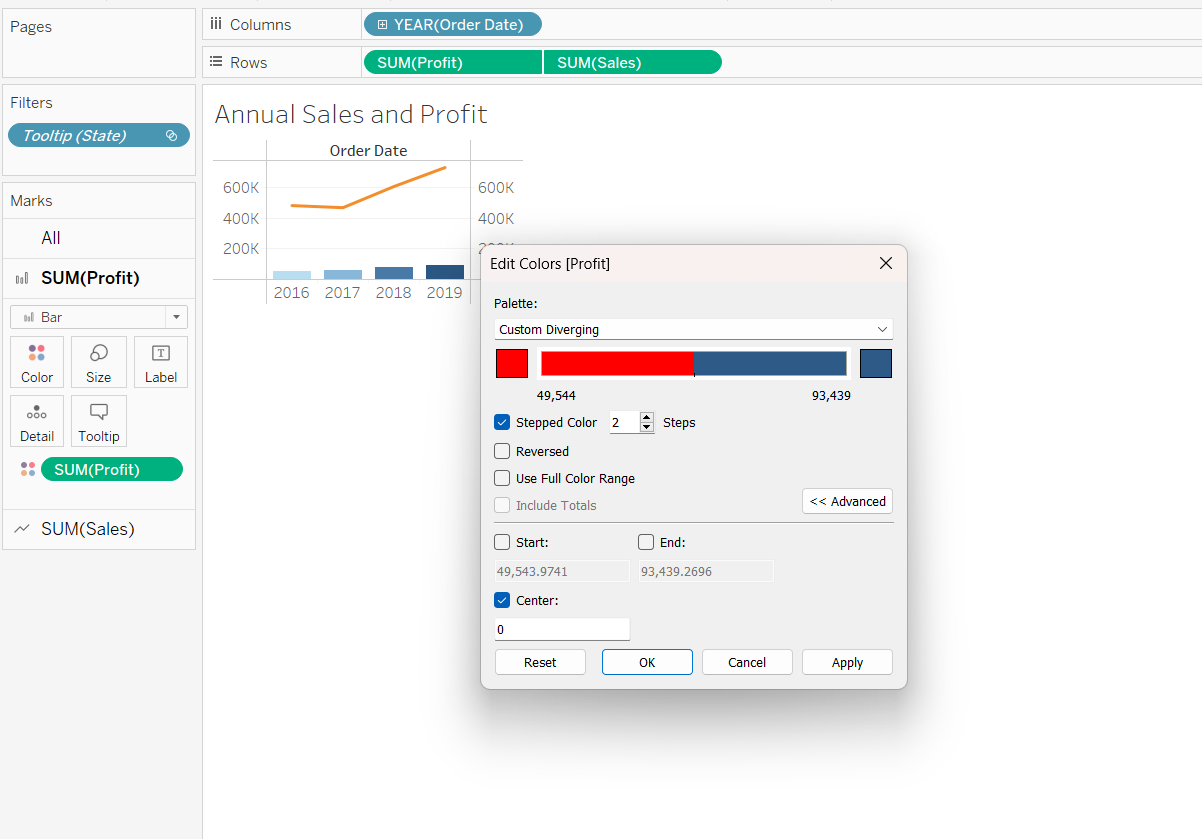 Pages
Columns
YEAR(Order Date)
Rows
SUM(Profit)
SUM(Sales)
Filters
Tooltip (State)
Marks
All
SUM(Profit)
Bar
Color
Size
Label
Detail
Tooltip
SUM(Profit)
SUM(Sales)
Annual Sales and Profit
Order Date
600K
600K
400K
400K
200K
200K
2016 2017 2018 2019
Edit Colors [Profit]
Palette:
Custom Diverging
49,544 93,439
Stepped Color 2 Steps
Reversed
Use Full Color Range
Include Totals
<< Advanced
Start: End:
49,543.9741 93,439.2696
Center:
0
Reset OK Cancel Apply